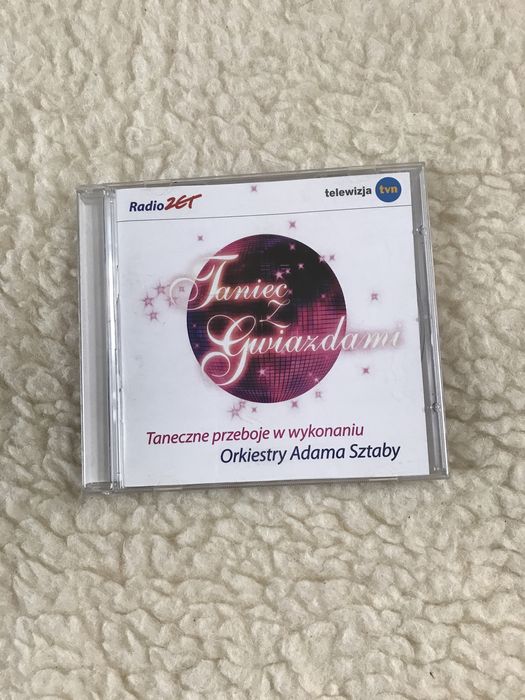 Radio ZET
telewizja tvn
Taniec
z
Gwiazdami
Taneczne przeboje w wykonaniu
Orkiestry Adama Sztaby